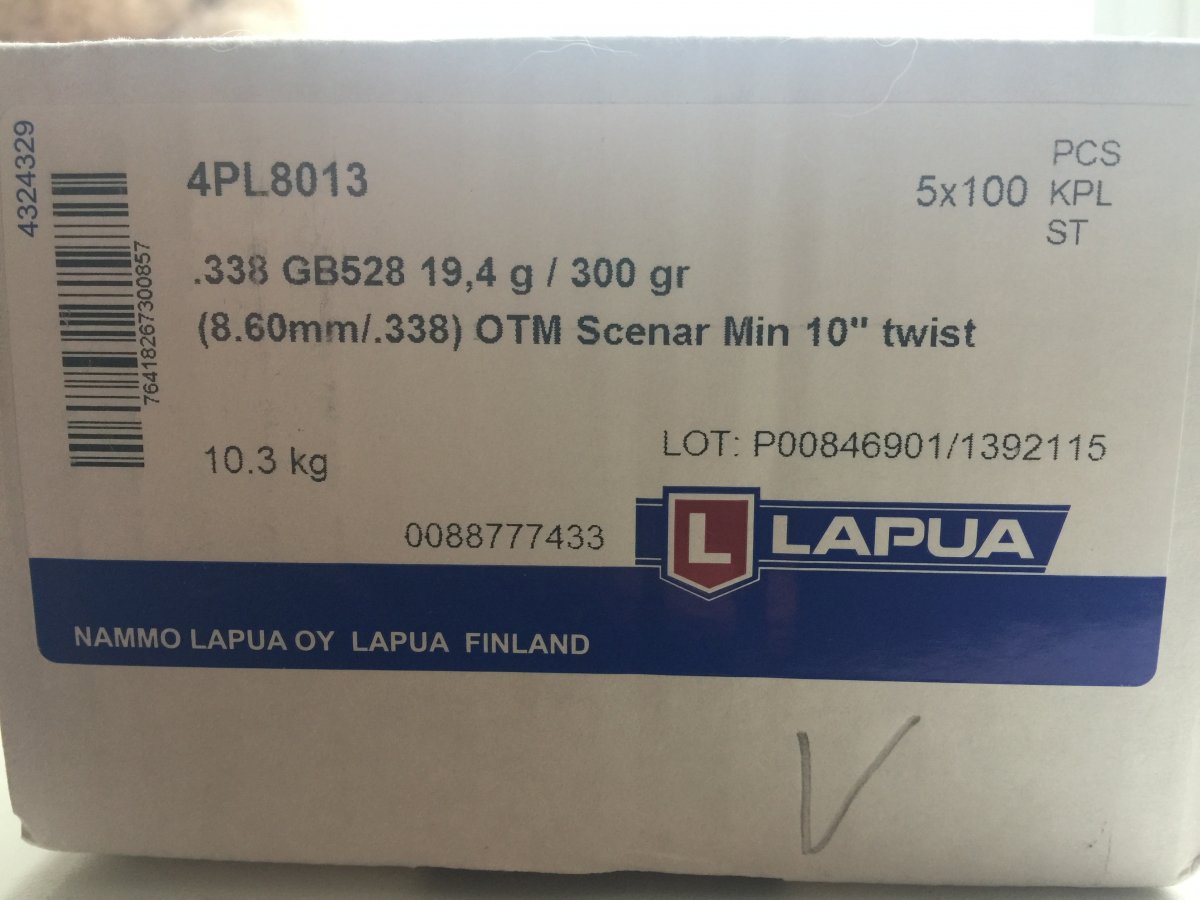 4324329
7641826730085​7
4PL8013
5x100
PCS
KPL
ST
.338 GB528 19,4 g / 300 gr
(8.60mm/.338) OTM Scenar Min 10" twist
10.3 kg
LOT: P00846901/1392115
0088777433
L LAPUA
NAMMO LAPUA OY LAPUA FINLAND
V